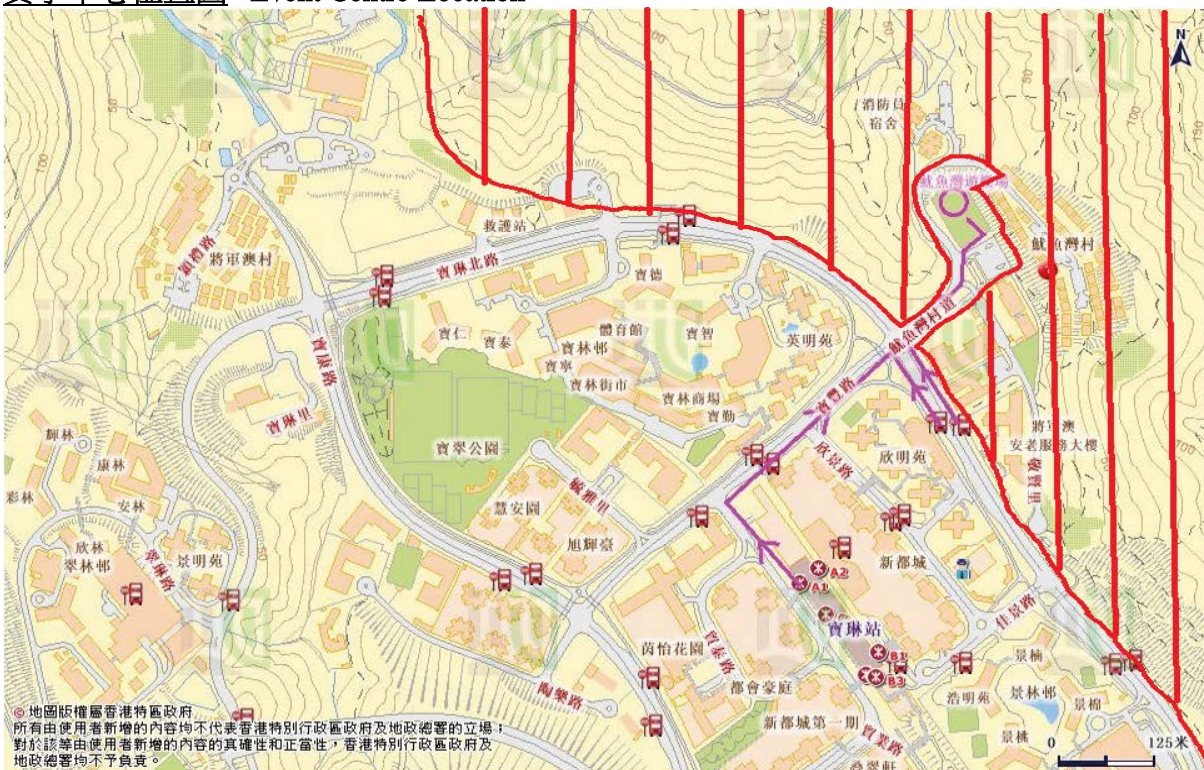 Event Centre Location
N
消防員
宿舍
魷魚灣村
救護站
寶琳北路
將軍澳村
寶德
體育館
寶智
英明苑
寶仁
寶泰
寶林邨
寶寧
寶林街市
寶林商場
寶勤
魷魚灣村道
寶康路
寶豐路
寶琳里
寶翠公園
欣景路
欣明苑
將軍澳
安老服務大樓
輝林
康林
彩林
安林
慧安園
毓雅里
欣林
翠林邨
翠琳路
景明苑
旭輝臺
新都城
A2
A1
佳景路
寶琳站
茵怡花園
B1
B3
景楠
陶樂路
都會豪庭
浩明苑
景林邨
景棉
新都城第一期
景桃
© 地圖版權屬香港特區政府
所有由使用者新增的內容均不代表香港特別行政區政府及地政總署的立場；
對於該等由使用者新增的內容的真確性和正當性，香港特別行政區政府及
地政總署均不予負責。
0 125米